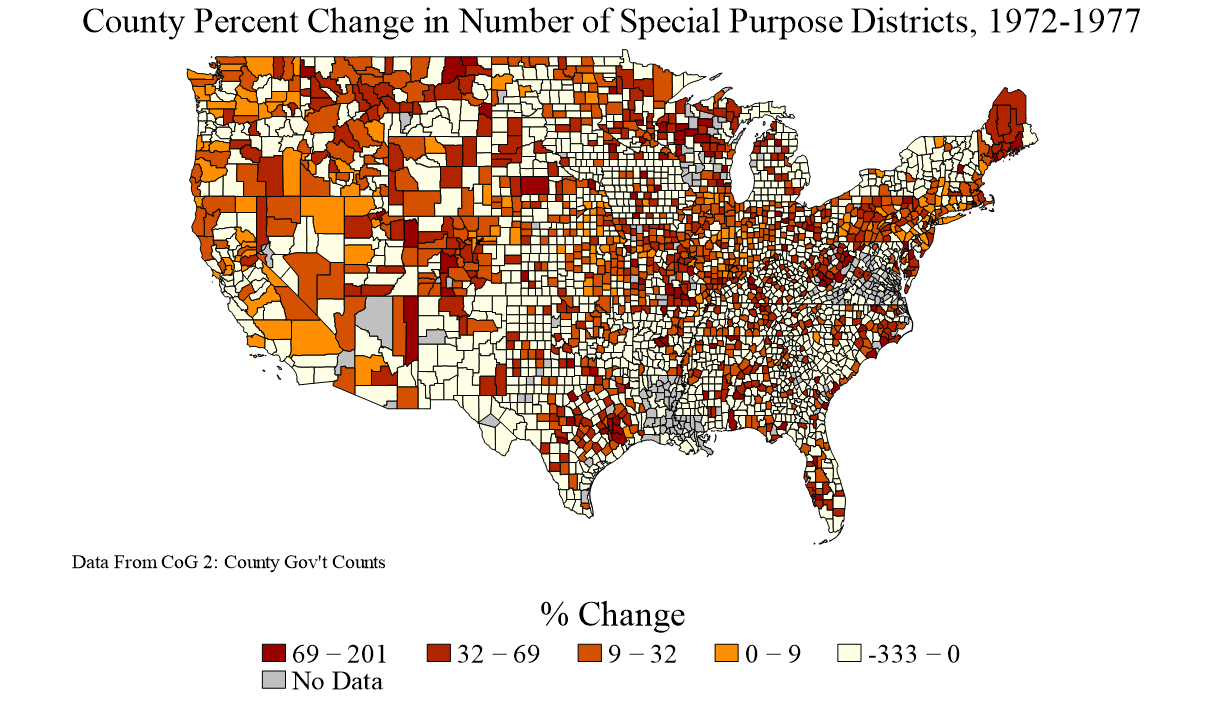 County Percent Change in Number of Special Purpose Districts, 1972-1977
Data From CoG 2: County Gov't Counts
% Change
69 – 201 32 – 69 9 – 32 0 – 9 -333 – 0
No Data